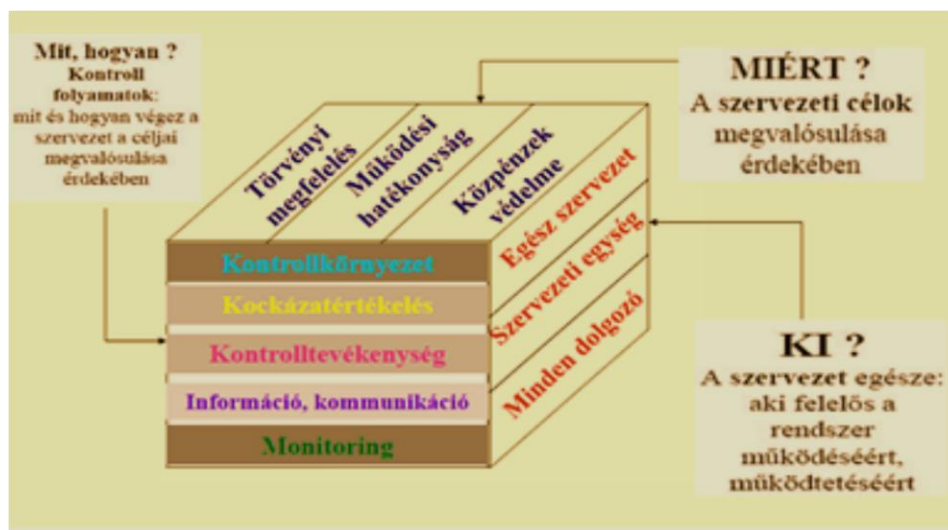 Mit, hogyan ?
Kontroll
folyamatok:
mit és hogyan végez a
szervezet a céljai
megvalósulása
érdekében
MIÉRT ?
A szervezeti célok
megvalósulása
érdekében
Törvényi
megfelelés
Működési
hatékonyság
Közpénzek
védelme
Kontrollkörnyezet
Kockázatértékelés
Kontrolltevékenység
Információ, kommunikáció
Monitoring
Egész szervezet
Szervezeti egység
Minden dolgozó
KI ?
A szervezet egésze:
aki felelős a
rendszer
működéséért,
működtetéséért